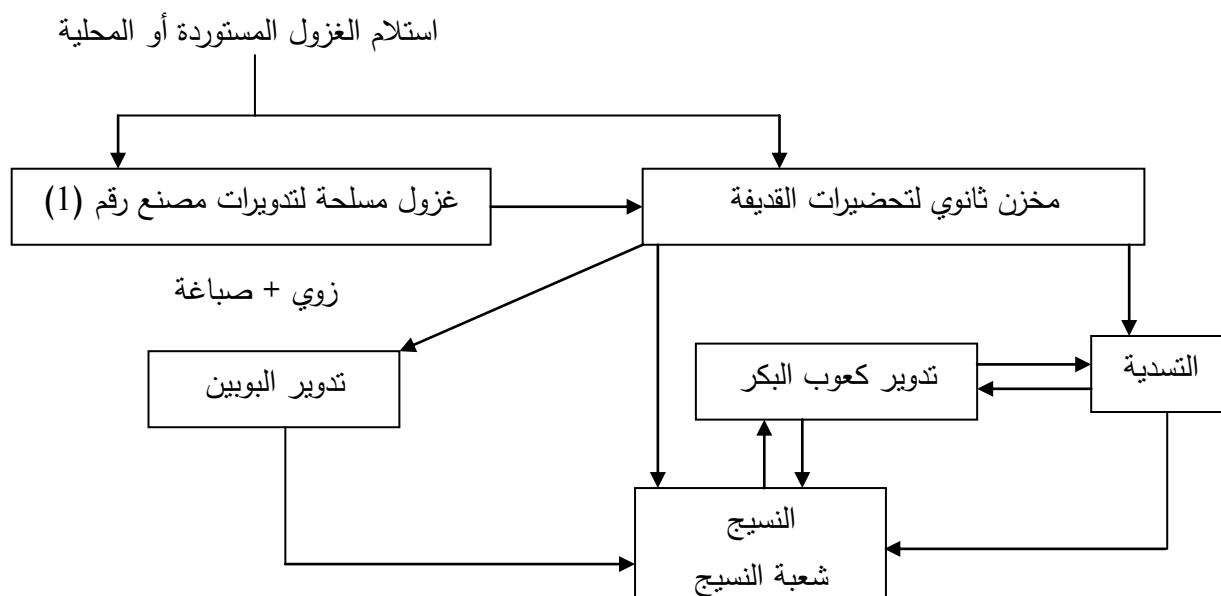 استلام الغزول المستوردة أو المحلية
غزول مسلحة لتدويرات مصنع رقم (1)
مخزن ثانوي لتحضيرات القديفة
زوي + صباغة
تدوير البوبين
تدوير كعوب البكر
التسدية
النسيج
شعبة النسيج